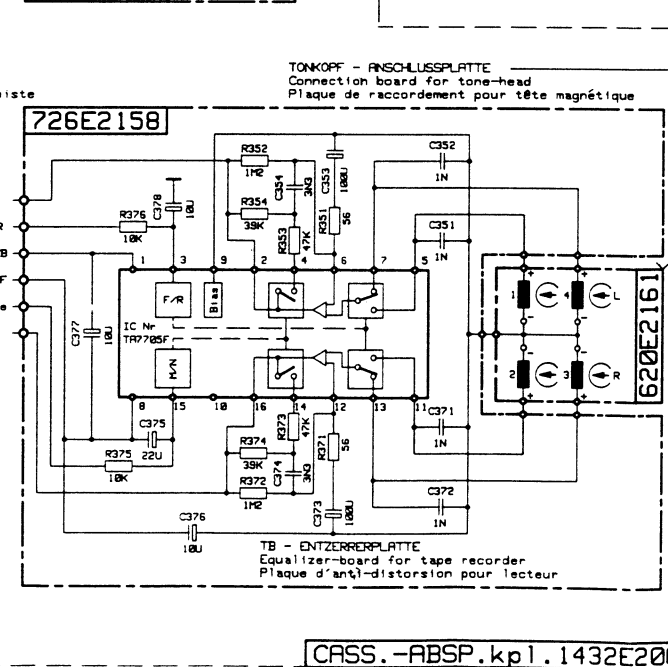 TONKOPF - ANSCHLUSSPLATTE
Connection board for tone-head
Plaque de raccordement pour tête magnétique
726E2158
R352
1M2
C352
1N
C353
100U
C354
3N3
R354
39K
R351
56
R353
47K
C378
10U
R376
10K
C351
1N
R
B
F
e
1
3
9
2
4
6
7
5
F/R
Bias
IC Nr
TA7705F
M/N
C377
10U
8
15
10
16
14
12
13
11
+
+
1
4
L
-
-
-
-
2
3
R
+
+
620E2161
C375
22U
R375
10K
R373
47K
R374
39K
C374
3N3
R372
1M2
R371
56
C371
1N
C373
100U
C372
1N
C376
10U
TB - ENTZERRERPLATTE
Equalizer-board for tape recorder
Plaque d'anti-distorsion pour lecteur
CASS.-ABSP.kpl.1432E20